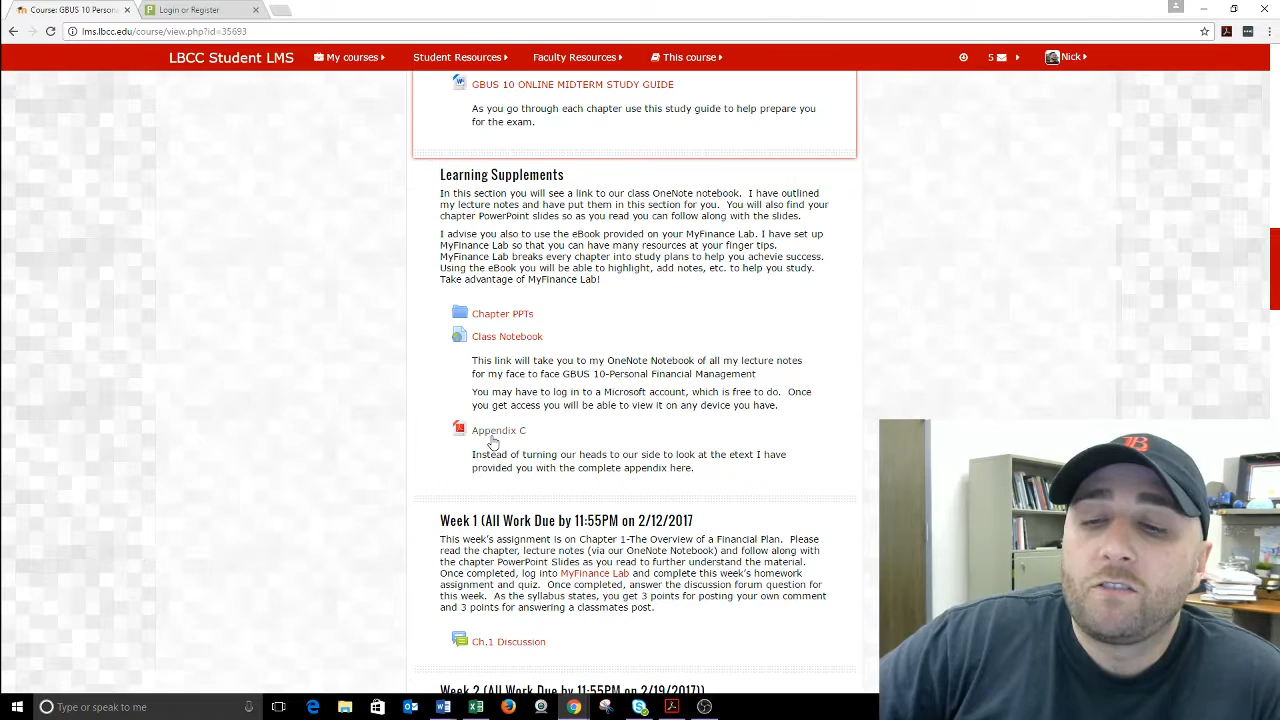 Course: GBUS 10 Person
Login or Register
lms.lbcc.edu/course/view.php?id=35693
LBCC Student LMS
My courses
Student Resources
Faculty Resources
This course
5
Nick
GBUS 10 ONLINE MIDTERM STUDY GUIDE
As you go through each chapter use this study guide to help prepare you
for the exam.
Learning Supplements
In this section you will see a link to our class OneNote notebook. I have outlined
my lecture notes and have put them in this section for you. You will also find your
chapter PowerPoint slides so as you read you can follow along with the slides.
I advise you also to use the eBook provided on your MyFinance Lab. I have set up
MyFinance Lab so that you can have many resources at your finger tips.
MyFinance Lab breaks every chapter into study plans to help you achevie success.
Using the eBook you will be able to highlight, add notes, etc. to help you study.
Take advantage of MyFinance Lab!
Chapter PPTs
Class Notebook
This link will take you to my OneNote Notebook of all my lecture notes
for my face to face GBUS 10-Personal Financial Management
You may have to log in to a Microsoft account, which is free to do. Once
you get access you will be able to view it on any device you have.
Appendix C
Instead of turning our heads to our side to look at the etext I have
provided you with the complete appendix here.
Week 1 (All Work Due by 11:55PM on 2/12/2017
This week's assignment is on Chapter 1-The Overview of a Financial Plan. Please
read the chapter, lecture notes (via our OneNote Notebook) and follow along with
the chapter PowerPoint Slides as you read to further understand the material.
Once completed, log into MyFinance Lab and complete this week's homework
assignment and quiz. Once completed, answer the discussion forum question for
this week. As the syllabus states, you get 3 points for posting your own comment
and 3 points for answering a classmates post.
Ch.1 Discussion
Week 2 (All Work Due by 11:55PM on 2/19/2017))
B
Type here to speak to me